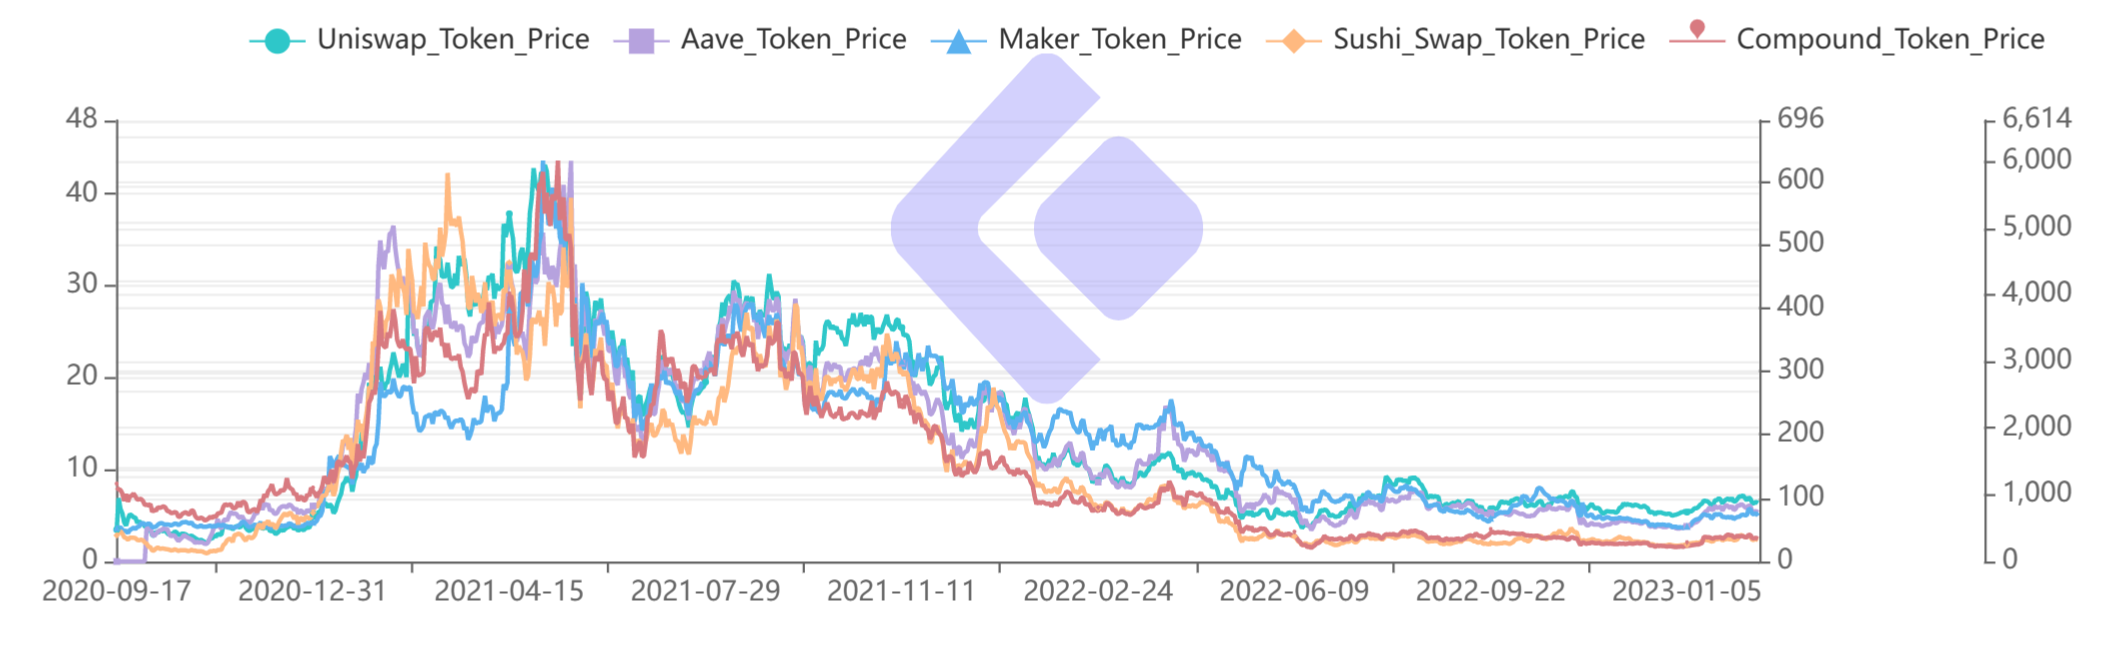 Uniswap_Token_Price Aave_Token_Price Maker_Token_Price Sushi_Swap_Token_Price Compound_Token_Price
48 696 6,614
6,000
40 600
500 5,000
30 400 4,000
20 300 3,000
200 2,000
10 100 1,000
0 0 0
2020-09-17 2020-12-31 2021-04-15 2021-07-29 2021-11-11 2022-02-24 2022-06-09 2022-09-22 2023-01-05